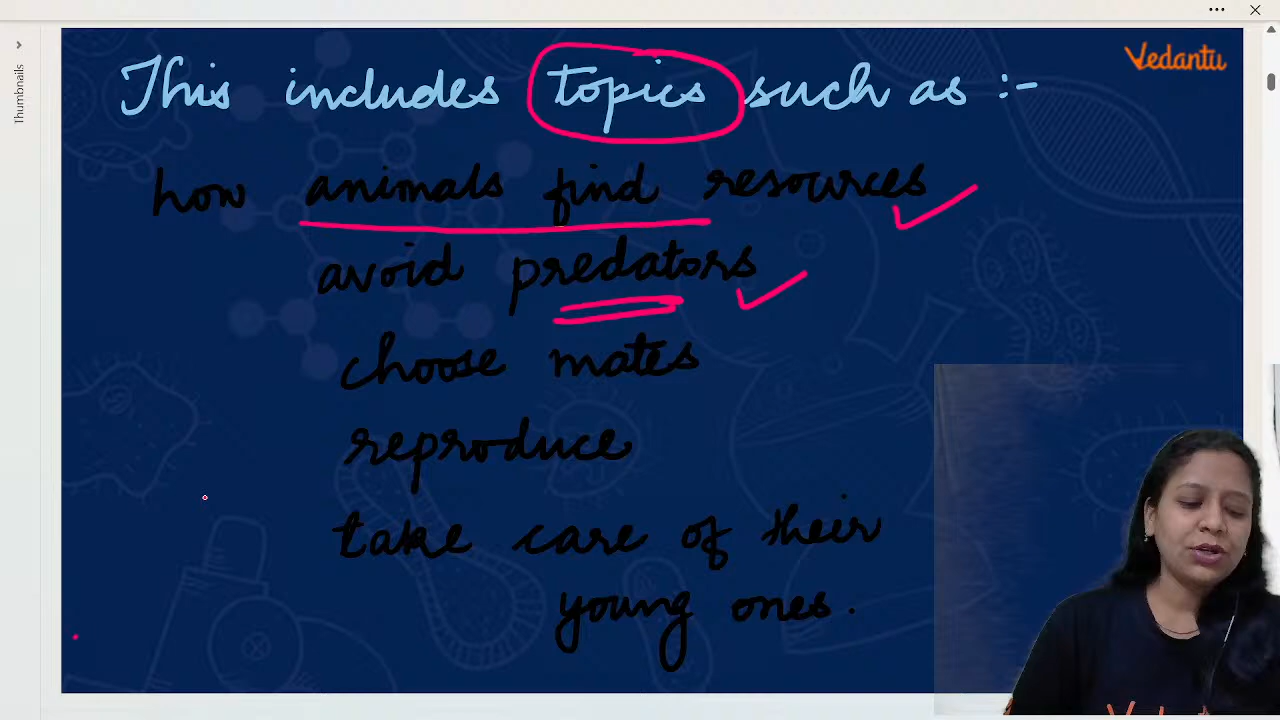 Thumbnails
Vedantu
This includes topics such as :-
how animals find resources
avoid predators
choose mates
reproduce
take care of their
young ones.